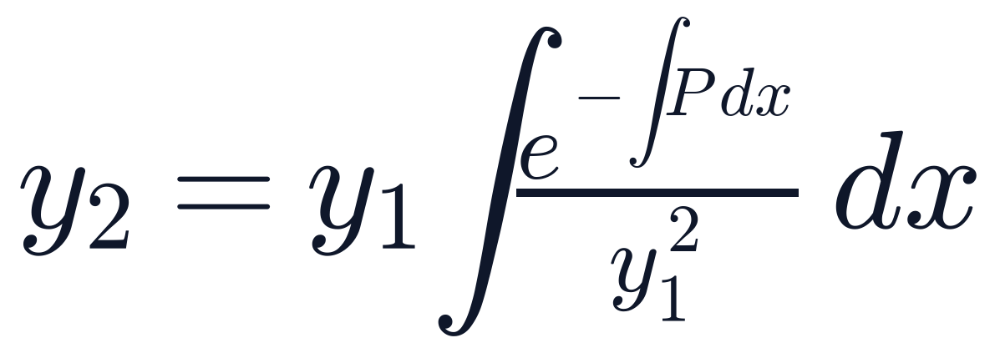 $y_2 = y_1 \int \frac{e^{-\int P dx}}{y_1^2} \, dx$